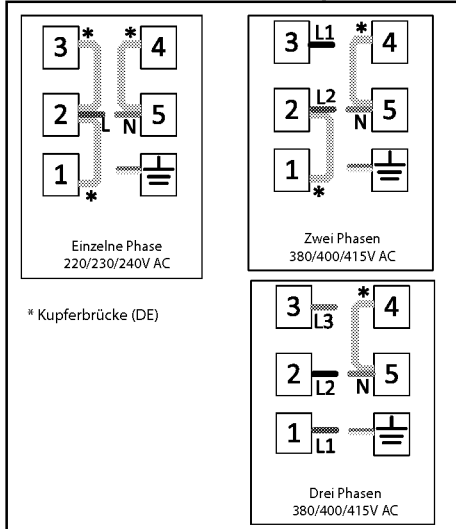 3 * * 4
2 L N 5
1 *
Einzelne Phase
220/230/240V AC
3 L1 * 4
2 L2 N 5
1 *
Zwei Phasen
380/400/415V AC
* Kupferbrücke (DE)
3 L3 * 4
2 L2 N 5
1 L1
Drei Phasen
380/400/415V AC